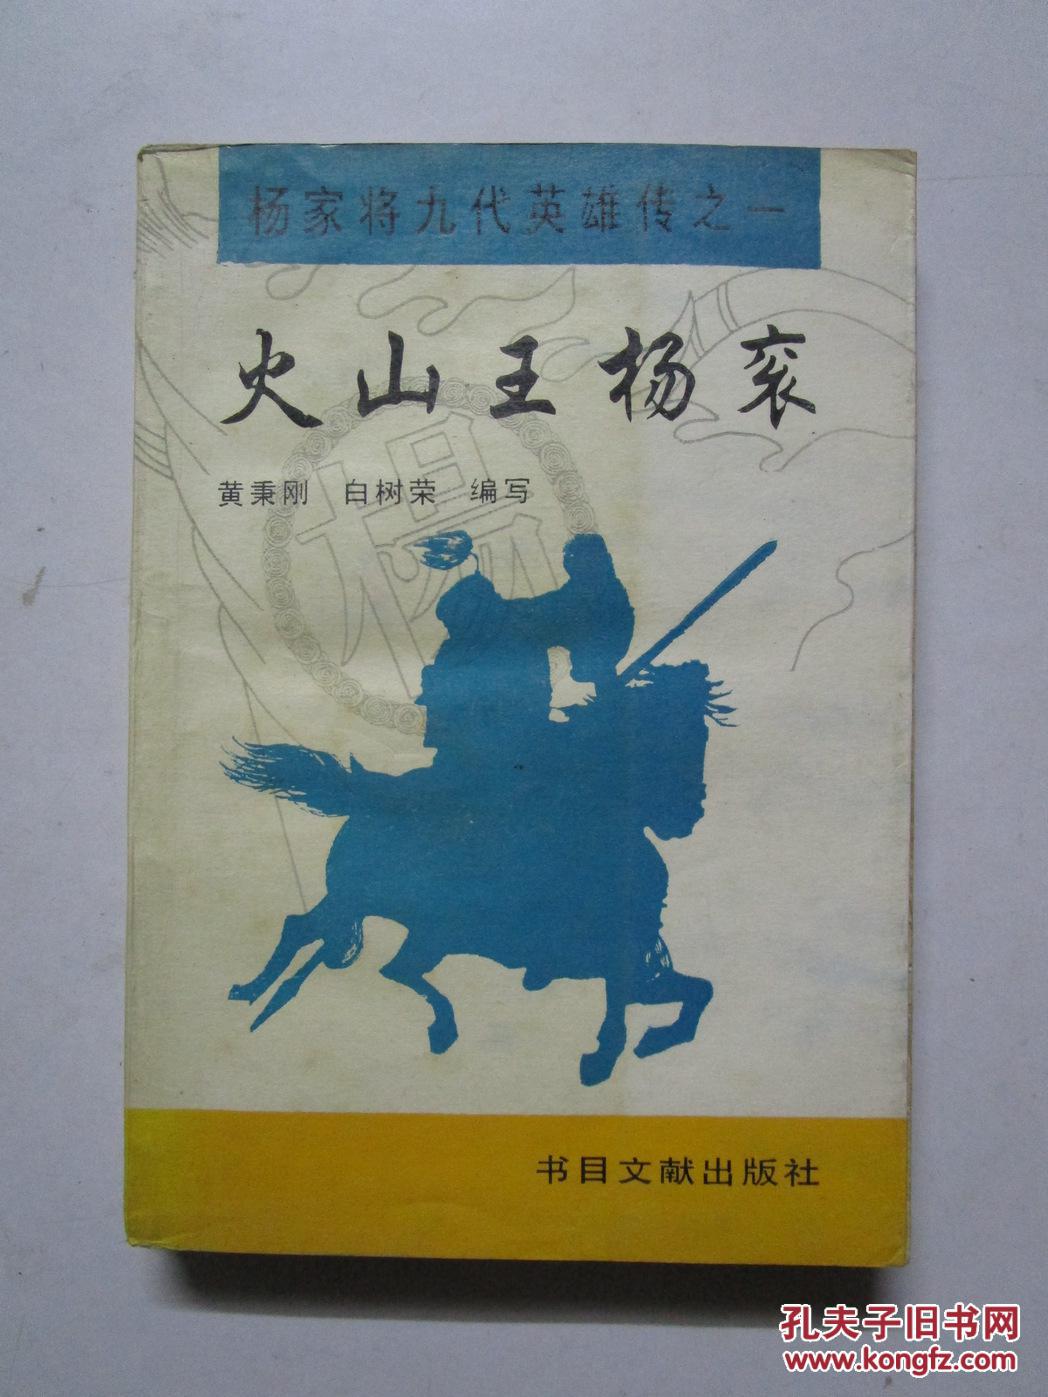 杨家将九代英雄传之一
火山王杨衮
黄秉刚 白树荣 编写
楊
书目文献出版社
孔夫子旧书网
www.kongfz.com